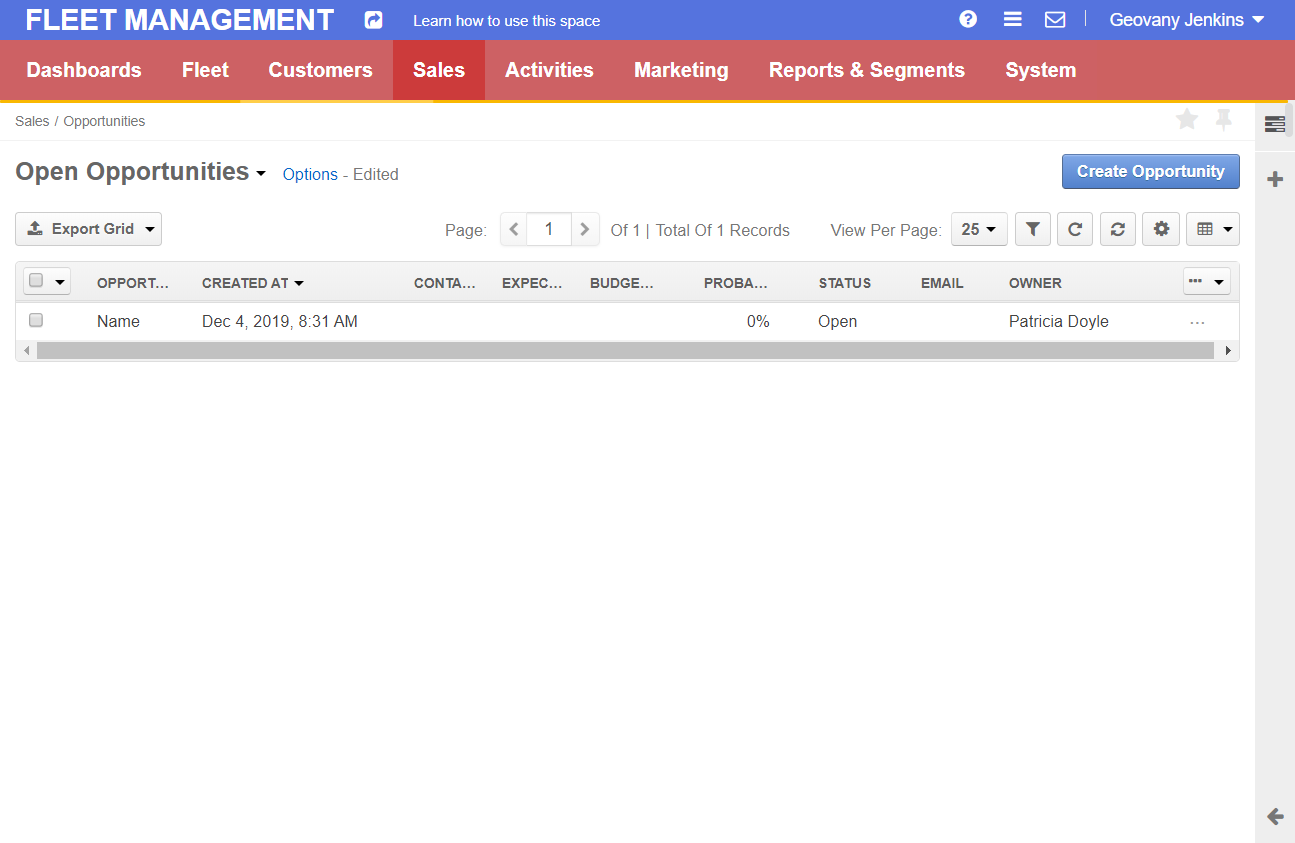 FLEET MANAGEMENT Learn how to use this space Geovany Jenkins
Dashboards Fleet Customers Sales Activities Marketing Reports & Segments System
Sales / Opportunities
Open Opportunities Options - Edited Create Opportunity
Export Grid Page: 1 Of 1 | Total Of 1 Records View Per Page: 25
OPPORT... CREATED AT CONTA... EXPEC... BUDGE... PROBA... STATUS EMAIL OWNER
Name Dec 4, 2019, 8:31 AM 0% Open Patricia Doyle ...